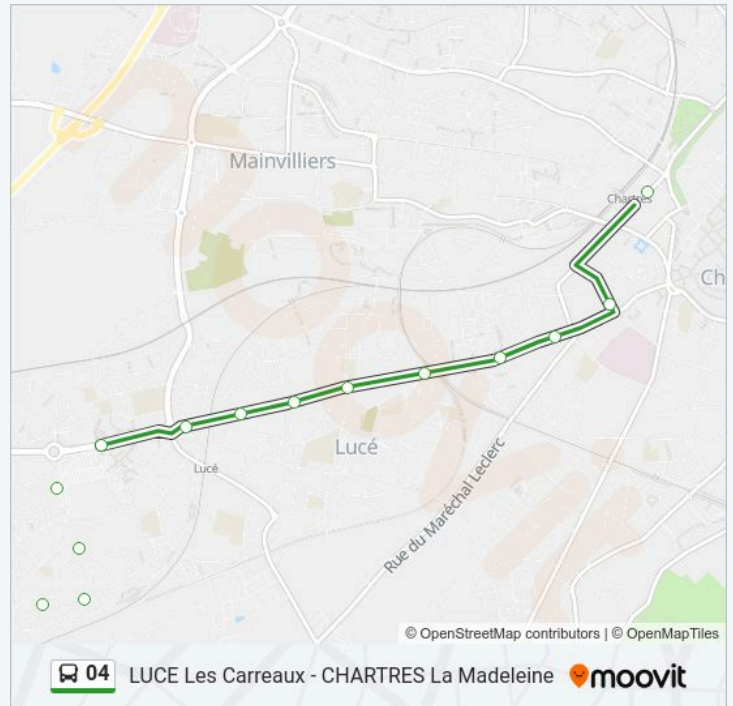 Mainvilliers
Chartres
Ch
Lucé
Lucé
Rue du Maréchal Leclerc
© OpenStreetMap contributors | © OpenMapTiles
04 LUCE Les Carreaux - CHARTRES La Madeleine moovit